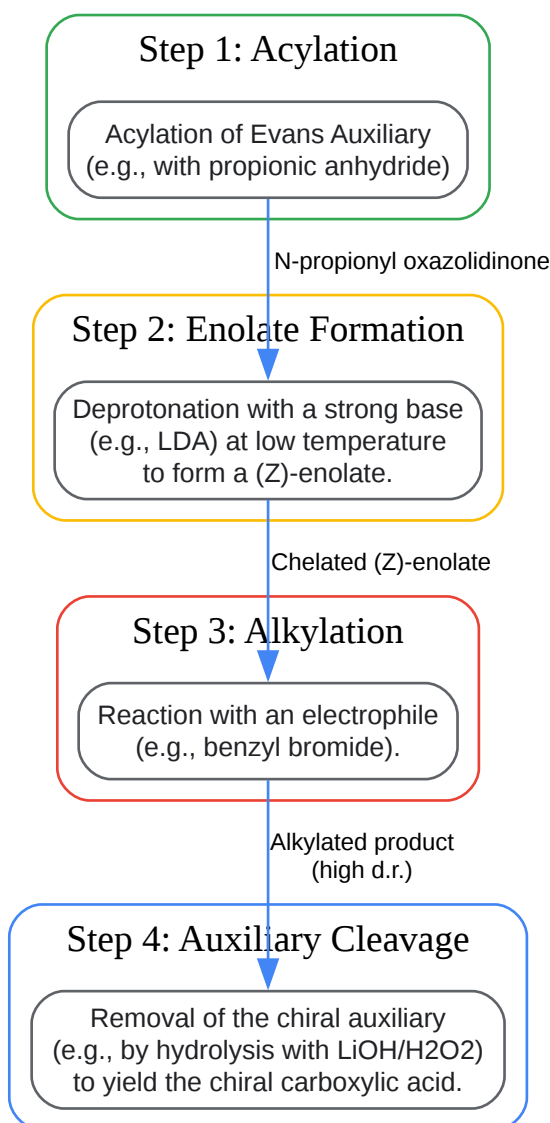 Step 1: Acylation
Acylation of Evans Auxiliary
(e.g., with propionic anhydride)
N-propionyl oxazolidinone
Step 2: Enolate Formation
Deprotonation with a strong base
(e.g., LDA) at low temperature
to form a (Z)-enolate.
Chelated (Z)-enolate
Step 3: Alkylation
Reaction with an electrophile
(e.g., benzyl bromide).
Alkylated product
(high d.r.)
Step 4: Auxiliary Cleavage
Removal of the chiral auxiliary
(e.g., by hydrolysis with LiOH/H2O2)
to yield the chiral carboxylic acid.